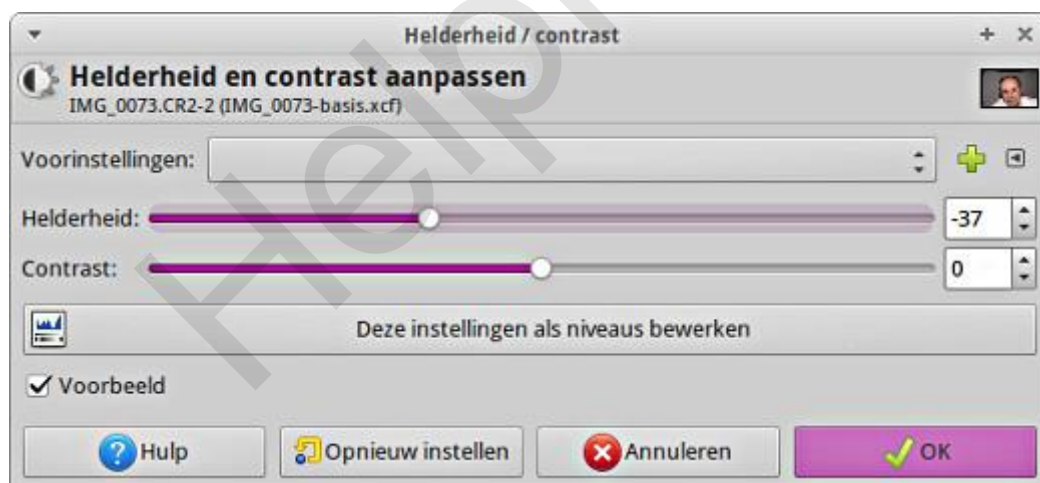 Helderheid / contrast
Helderheid en contrast aanpassen
IMG_0073.CR2-2 (IMG_0073-basis.xcf)
Voorinstellingen:
Helderheid: -37
Contrast: 0
Deze instellingen als niveaus bewerken
Voorbeeld
Hulp Opnieuw instellen Annuleren OK
Help